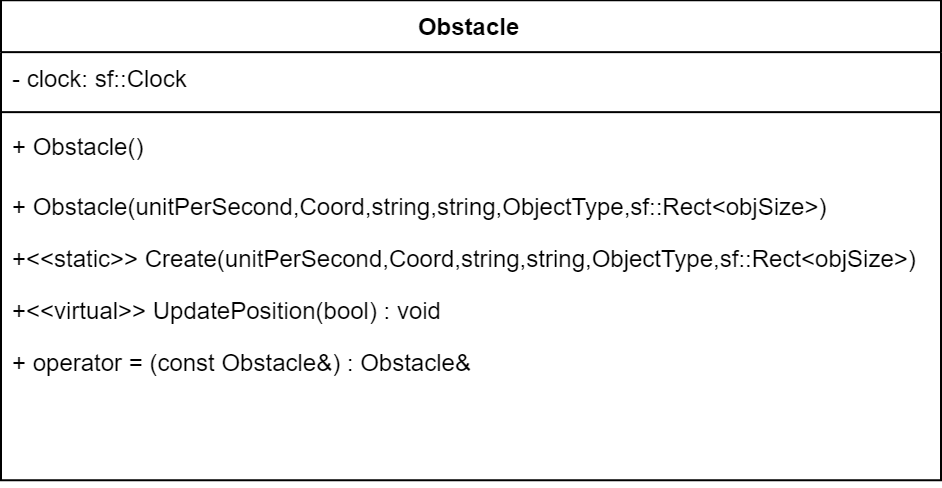 Obstacle
- clock: sf::Clock
+ Obstacle()
+ Obstacle(unitPerSecond,Coord,string,string,ObjectType,sf::Rect<objSize>)
+<<static>> Create(unitPerSecond,Coord,string,string,ObjectType,sf::Rect<objSize>)
+<<virtual>> UpdatePosition(bool) : void
+ operator = (const Obstacle&) : Obstacle&